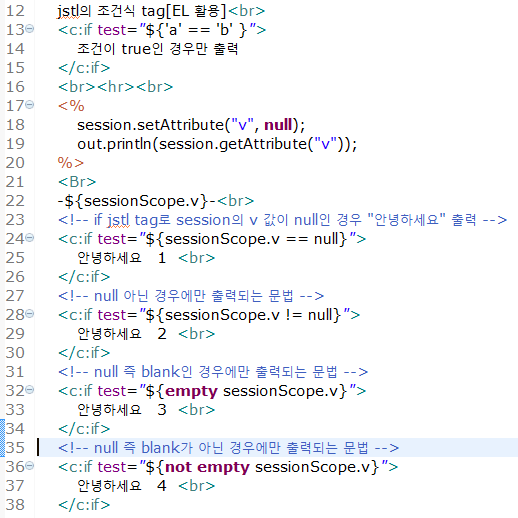 12 jstl의 조건식 tag[EL 활용]<br>
13 <c:if test="${'a' == 'b' }">
14 조건이 true인 경우만 출력
15 </c:if>
16 <br><hr><br>
17 <%
18 session.setAttribute("v", null);
19 out.println(session.getAttribute("v"));
20 %>
21 <Br>
22 -${sessionScope.v}-<br>
23 <!-- if jstl tag로 session의 v 값이 null인 경우 "안녕하세요" 출력 -->
24 <c:if test="${sessionScope.v == null}">
25 안녕하세요 1 <br>
26 </c:if>
27 <!-- null 아닌 경우에만 출력되는 문법 -->
28 <c:if test="${sessionScope.v != null}">
29 안녕하세요 2 <br>
30 </c:if>
31 <!-- null 즉 blank인 경우에만 출력되는 문법 -->
32 <c:if test="${empty sessionScope.v}">
33 안녕하세요 3 <br>
34 </c:if>
35 <!-- null 즉 blank가 아닌 경우에만 출력되는 문법 -->
36 <c:if test="${not empty sessionScope.v}">
37 안녕하세요 4 <br>
38 </c:if>